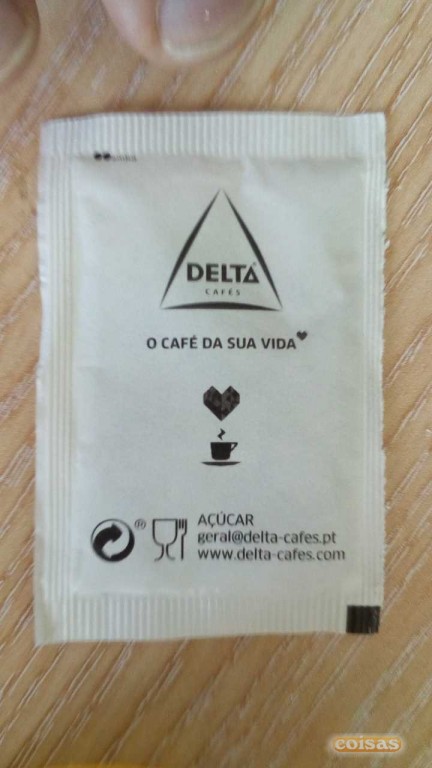 DELTA
CAFÉS
O CAFÉ DA SUA VIDA
®
AÇÚCAR
geral@delta-cafes.pt
www.delta-cafes.com
coisas